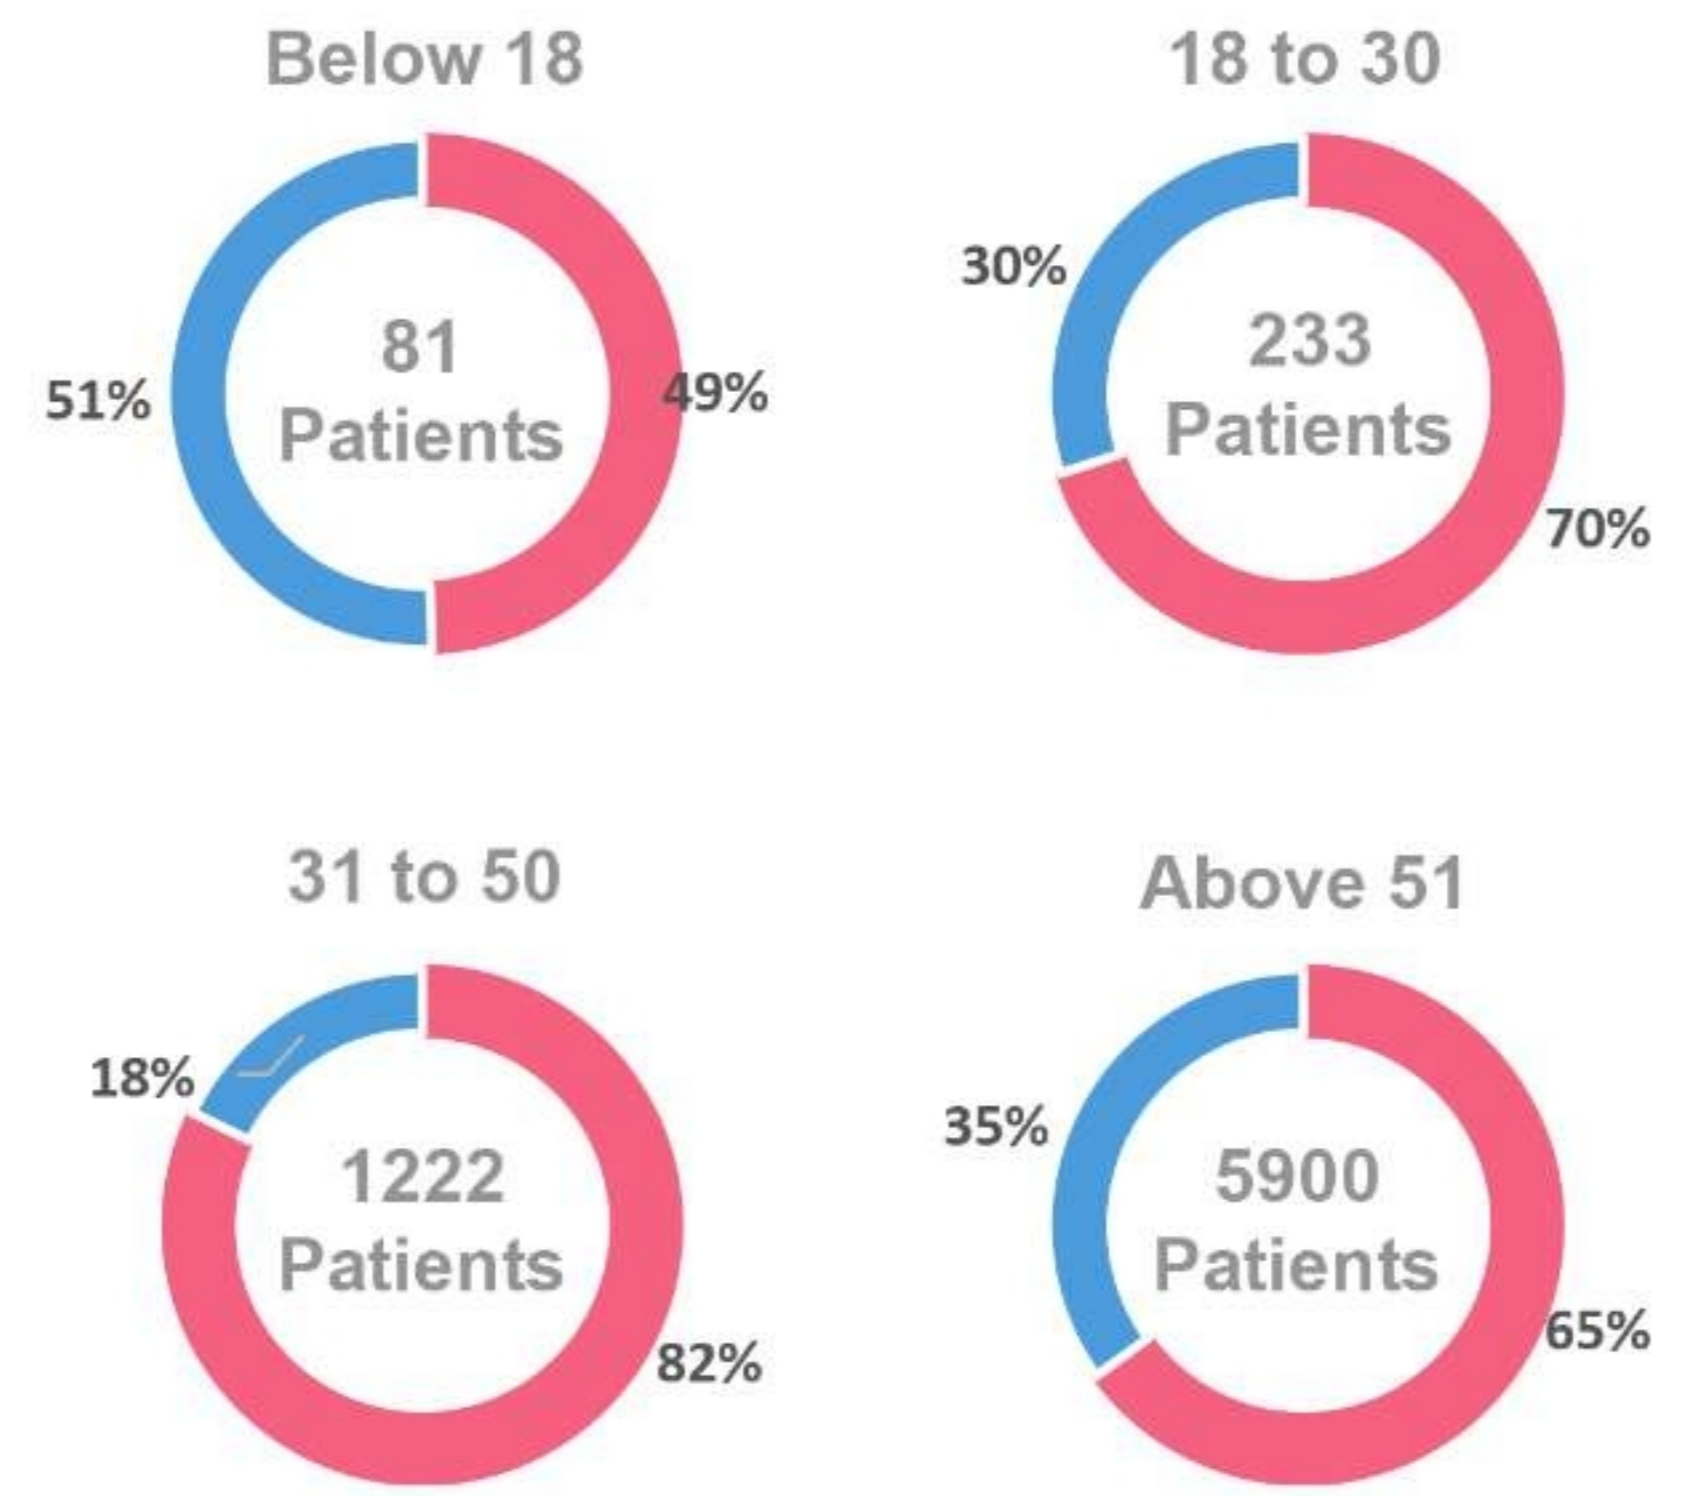 Below 18
51%
81
Patients
49%
18 to 30
30%
233
Patients
70%
31 to 50
18%
1222
Patients
82%
Above 51
35%
5900
Patients
65%